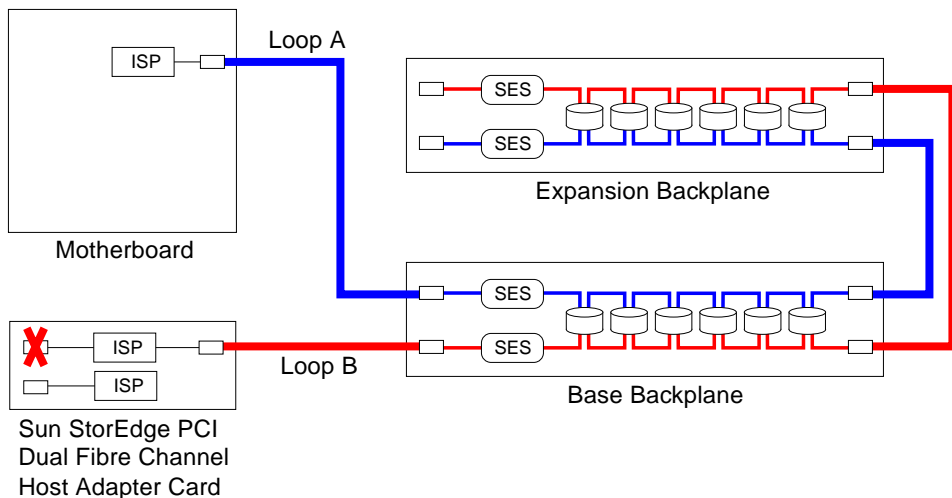 Loop A
ISP
SES
SES
Expansion Backplane
Motherboard
SES
SES
Base Backplane
ISP
Loop B
ISP
Sun StorEdge PCI
Dual Fibre Channel
Host Adapter Card